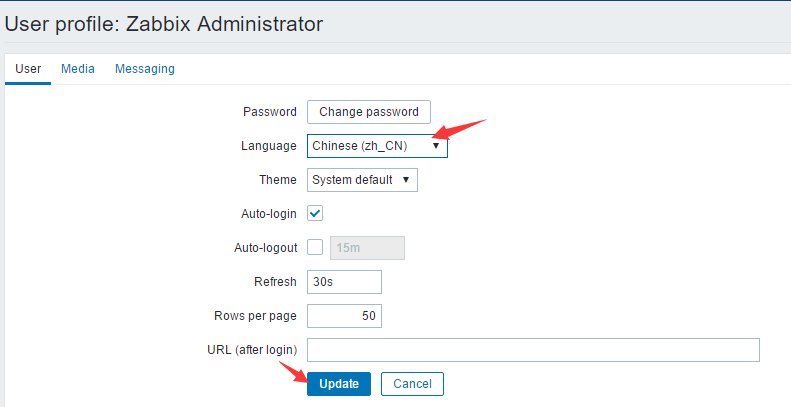 User profile: Zabbix Administrator
User Media Messaging
Password Change password
Language Chinese (zh_CN)
Theme System default
Auto-login
Auto-logout 15m
Refresh 30s
Rows per page 50
URL (after login)
Update Cancel